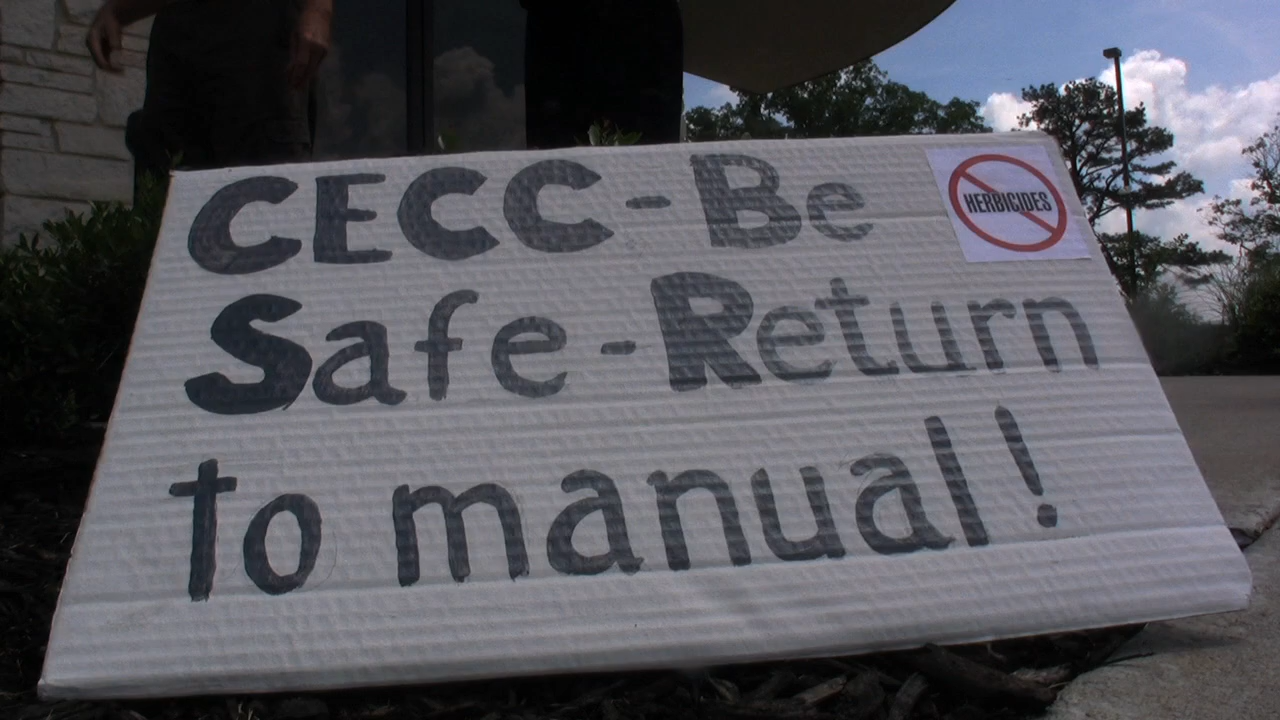 CECC - Be
HERBICIDES
Safe - Return
to manual!